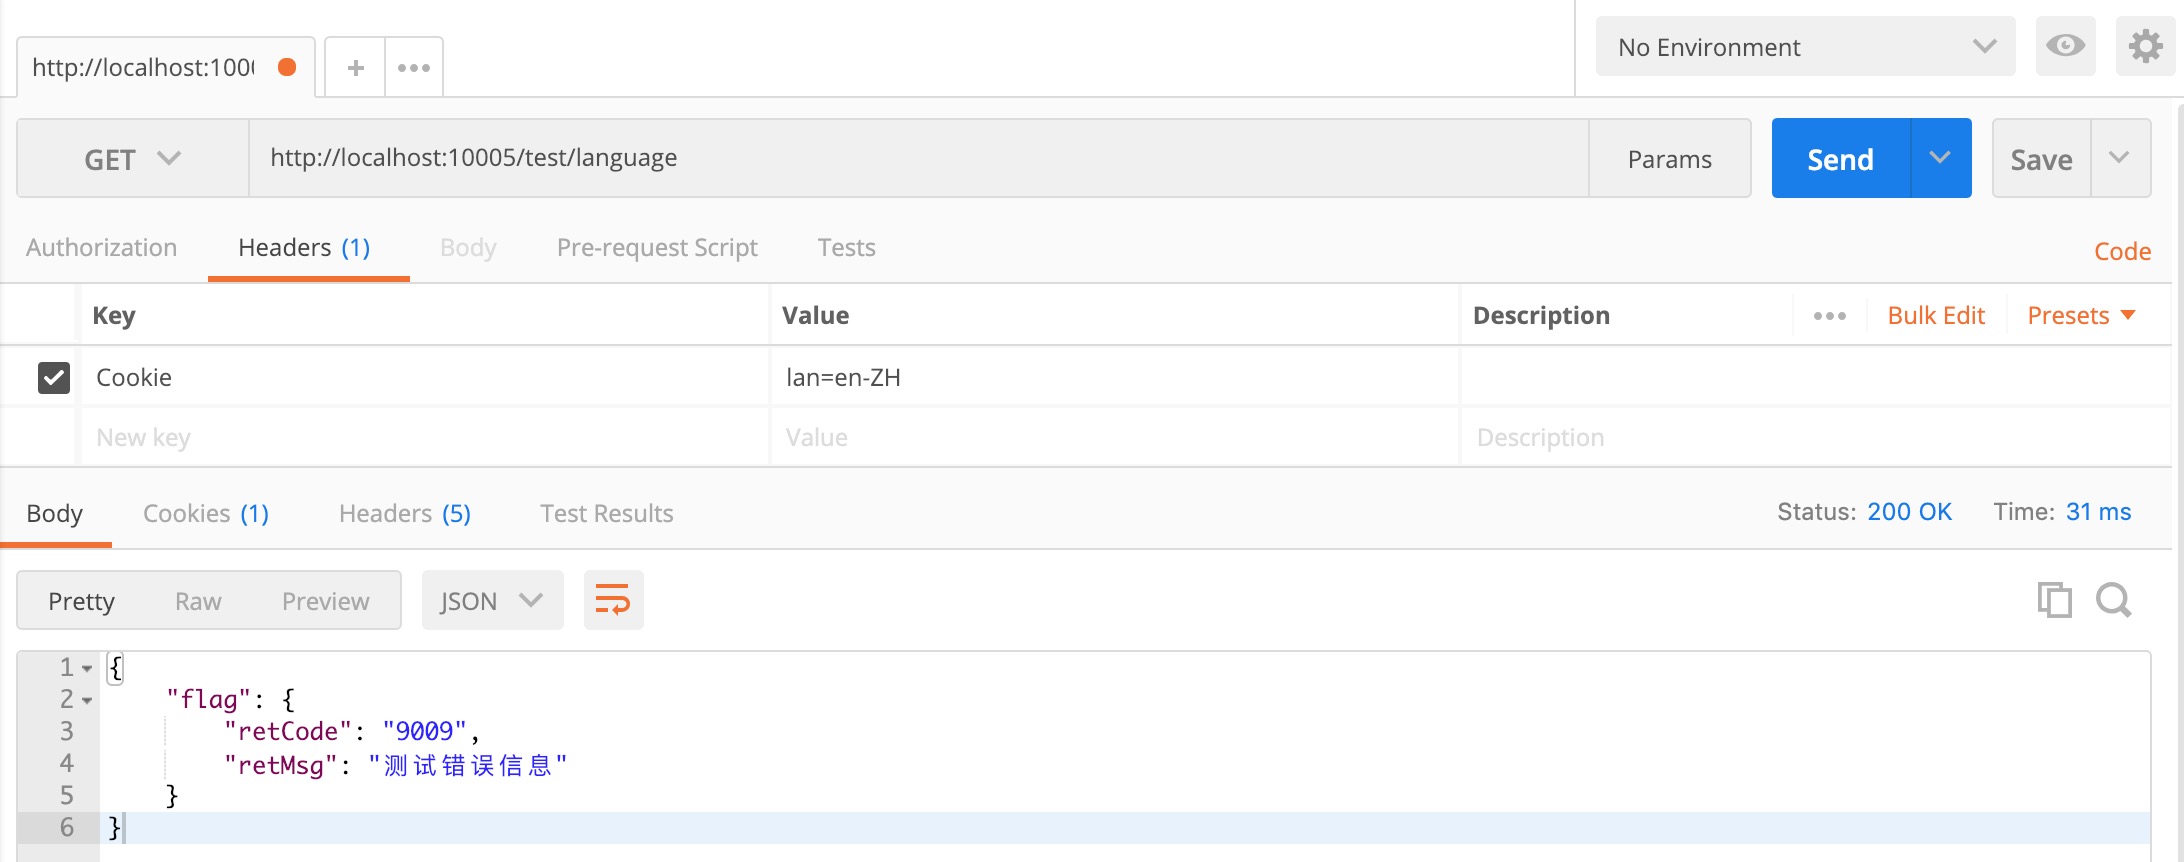 http://localhost:100
No Environment
GET http://localhost:10005/test/language Params Send Save
Authorization Headers (1) Body Pre-request Script Tests Code
Key Value Description ••• Bulk Edit Presets
Cookie lan=en-ZH
New key Value Description
Body Cookies (1) Headers (5) Test Results Status: 200 OK Time: 31 ms
Pretty Raw Preview JSON
1 {
2 "flag": {
3 "retCode": "9009",
4 "retMsg": "测试错误信息"
5 }
6 }